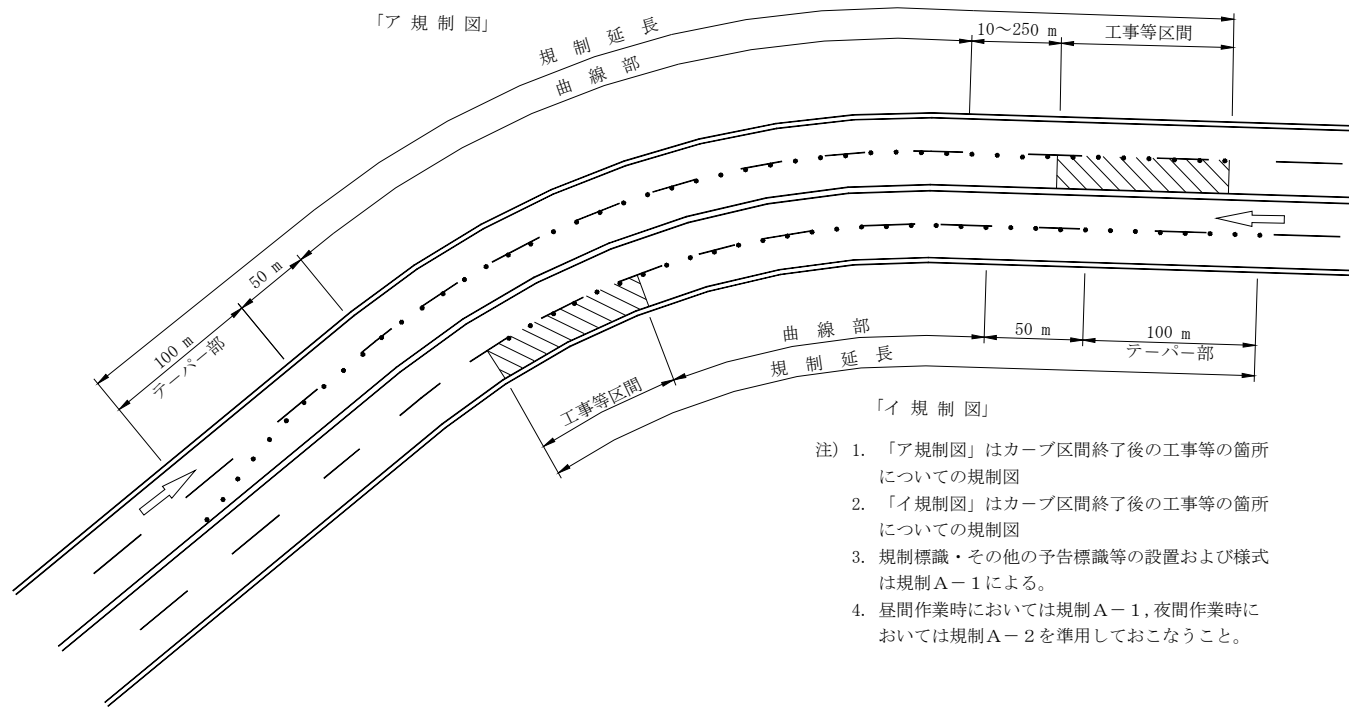 「ア 規 制 図」
規 制 延 長
曲 線 部
10～250 m
工事等区間
50 m
100 m
テーパー部
曲 線 部
規 制 延 長
50 m
100 m
テーパー部
工事等区間
「イ 規 制 図」
注) 1. 「ア規制図」はカーブ区間終了後の工事等の箇所
についての規制図
2. 「イ規制図」はカーブ区間終了後の工事等の箇所
についての規制図
3. 規制標識・その他の予告標識等の設置および様式
は規制A－1による。
4. 昼間作業時においては規制A－1,夜間作業時に
おいては規制A－2を準用しておこなうこと。